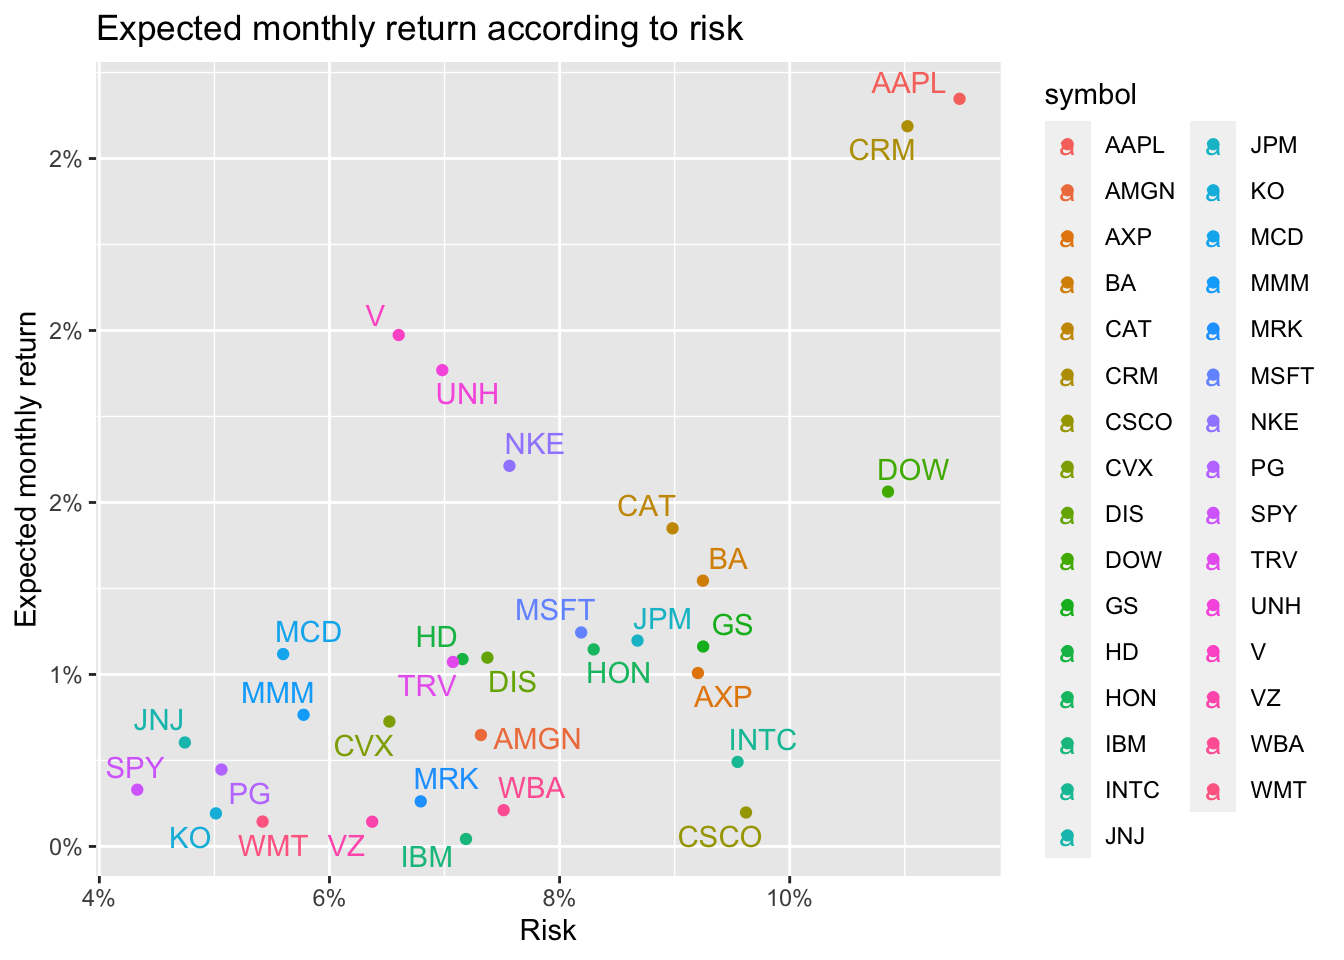 Expected monthly return according to risk
Expected monthly return
2%
2%
2%
1%
0%
AAPL
CRM
V
UNH
NKE
DOW
CAT
BA
MSFT
JPM
GS
MCD
HD
TRV
DIS
HON
AXP
MMM
JNJ
CVX
AMGN
INTC
SPY
PG
MRK
WBA
KO
WMT
VZ
IBM
CSCO
4%
6%
8%
10%
Risk
symbol
a AAPL
a AMGN
a AXP
a BA
a CAT
a CRM
a CSCO
a CVX
a DIS
a DOW
a GS
a HD
a HON
a IBM
a INTC
a JNJ
a JPM
a KO
a MCD
a MMM
a MRK
a MSFT
a NKE
a PG
a SPY
a TRV
a UNH
a V
a VZ
a WBA
a WMT